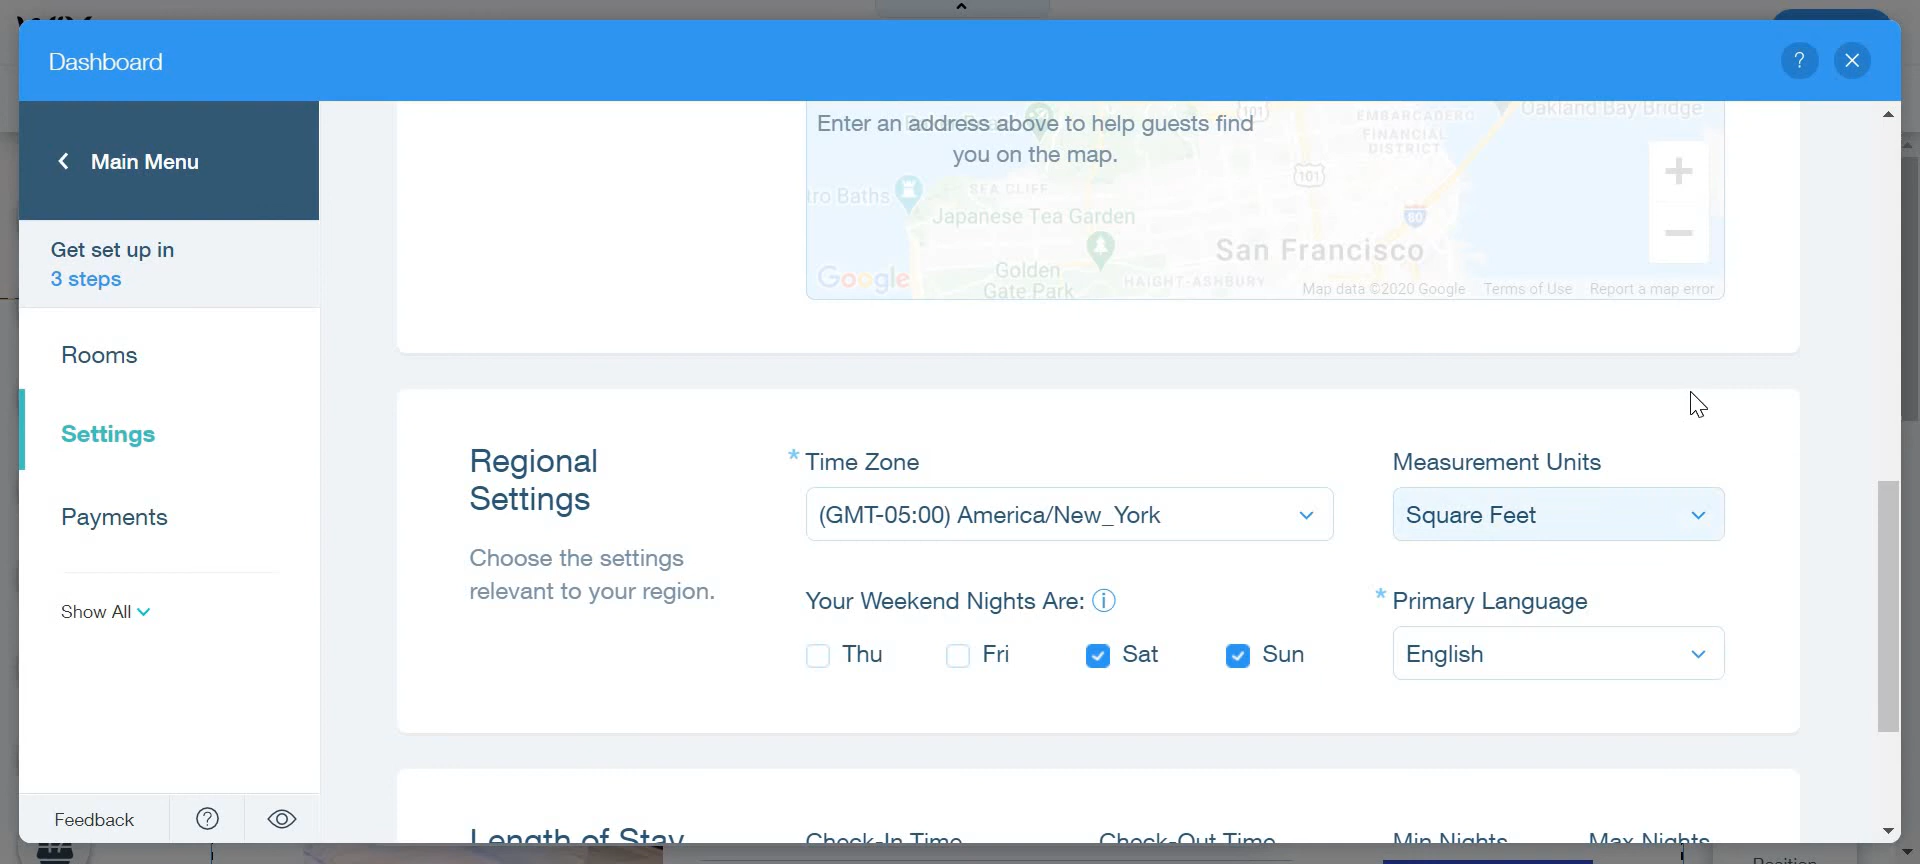 Dashboard
?
Main Menu
Get set up in
3 steps
Rooms
Settings
Payments
Show All
Feedback
?
Enter an address above to help guests find
you on the map.
101
EMBARCADERO
FINANCIAL
DISTRICT
Oakland Bay Bridge
101
SEA CLIFF
tro Baths
Japanese Tea Garden
80
San Francisco
Golden
Gate Park
HAIGHT-ASHBURY
Google
Map data ©2020 Google
Terms of Use
Report a map error
Regional
Settings
Choose the settings
relevant to your region.
* Time Zone
(GMT-05:00) America/New_York
Measurement Units
Square Feet
Your Weekend Nights Are:
Thu
Fri
Sat
Sun
* Primary Language
English
Length of Stay
Check-In Time
Check-Out Time
Min Nights
Max Nights
Position